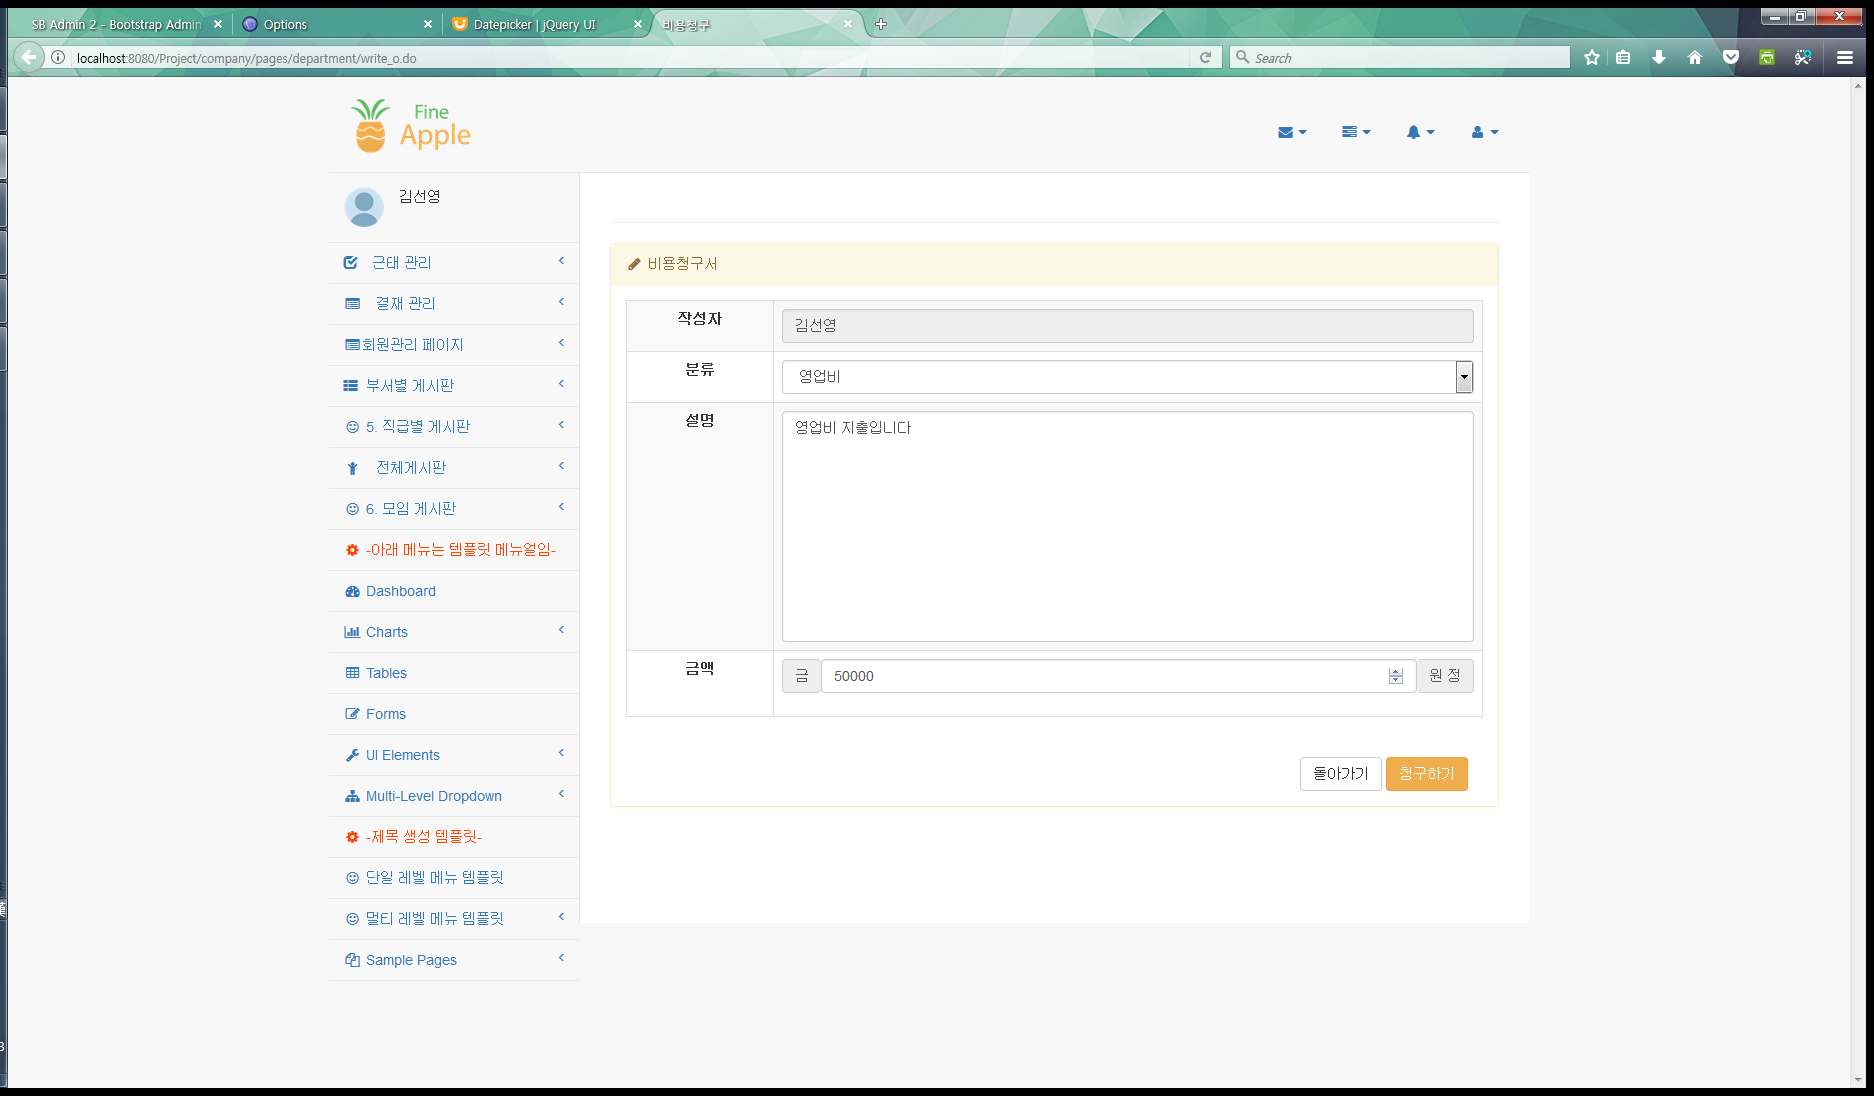 SB Admin 2 - Bootstrap Admin
Options
Datepicker | jQuery UI
비용청구
localhost:8080/Project/company/pages/department/write_o.do
Search
Fine
Apple
김선영
근태 관리
결재 관리
회원관리 페이지
부서별 게시판
5. 직급별 게시판
전체게시판
6. 모임 게시판
-아래 메뉴는 템플릿 메뉴얼임-
Dashboard
Charts
Tables
Forms
UI Elements
Multi-Level Dropdown
-제목 생성 템플릿-
단일 레벨 메뉴 템플릿
멀티 레벨 메뉴 템플릿
Sample Pages
비용청구서
작성자
김선영
분류
영업비
설명
영업비 지출입니다
금액
금
50000
원 정
돌아가기
청구하기